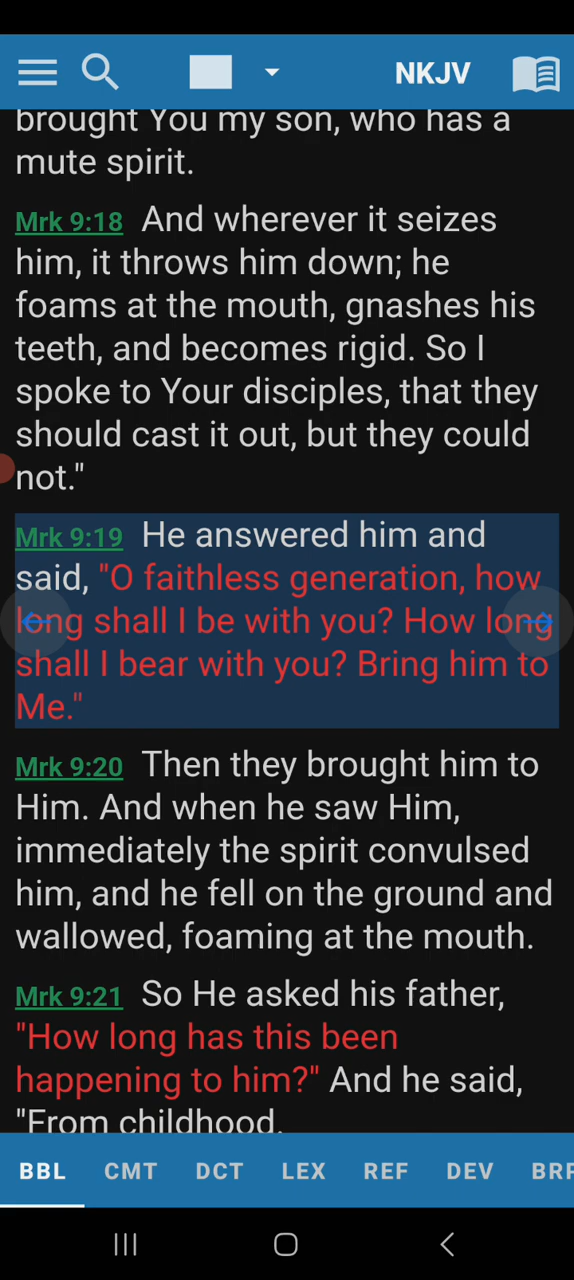 NKJV
brought You my son, who has a
mute spirit.
Mrk 9:18 And wherever it seizes
him, it throws him down; he
foams at the mouth, gnashes his
teeth, and becomes rigid. So I
spoke to Your disciples, that they
should cast it out, but they could
not."
Mrk 9:19 He answered him and
said, "O faithless generation, how
long shall I be with you? How long
shall I bear with you? Bring him to
Me."
Mrk 9:20 Then they brought him to
Him. And when he saw Him,
immediately the spirit convulsed
him, and he fell on the ground and
wallowed, foaming at the mouth.
Mrk 9:21 So He asked his father,
"How long has this been
happening to him?" And he said,
"From childhood.
BBL CMT DCT LEX REF DEV BRP